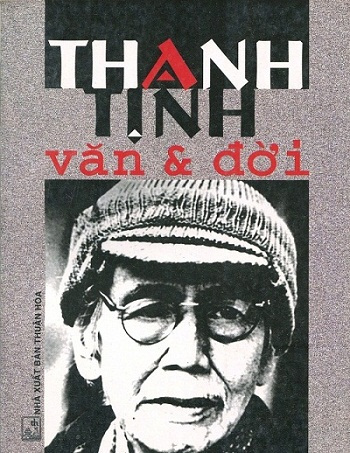 THANH
TỊNH
văn & đời
NHÀ XUẤT BẢN THUẬN HÓA